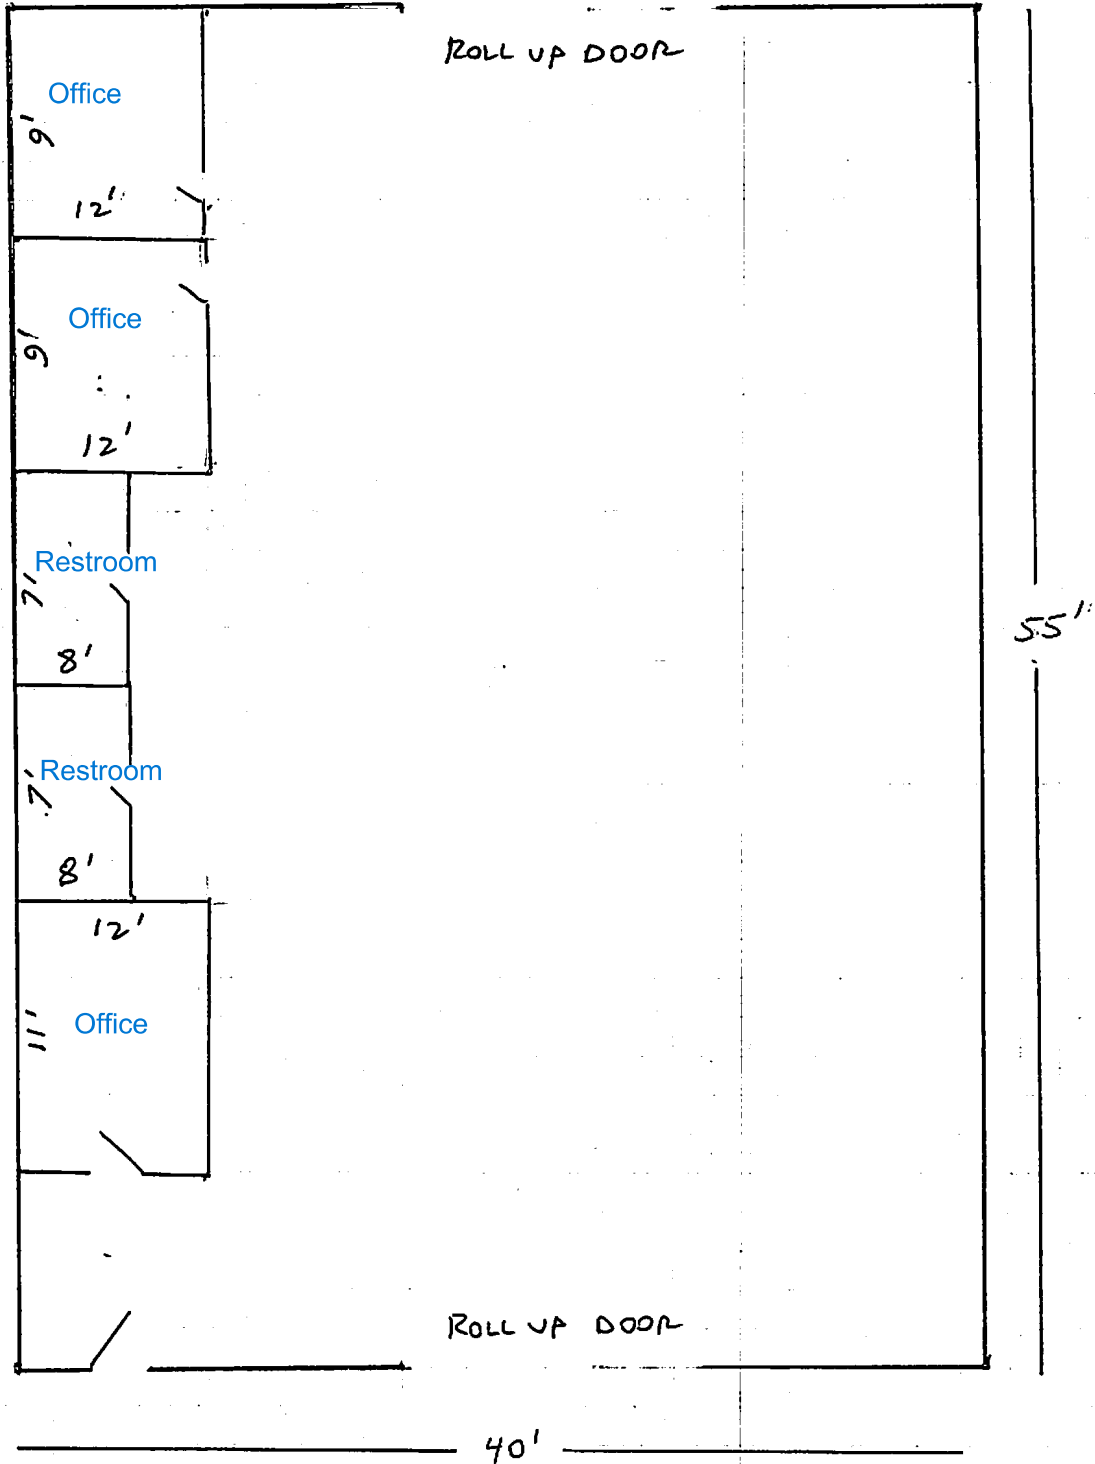 ROLL UP DOOR
Office
9'
12'
Office
9'
12'
Restroom
7'
8'
55'
Restroom
7'
8'
12'
Office
11'
ROLL UP DOOR
40'